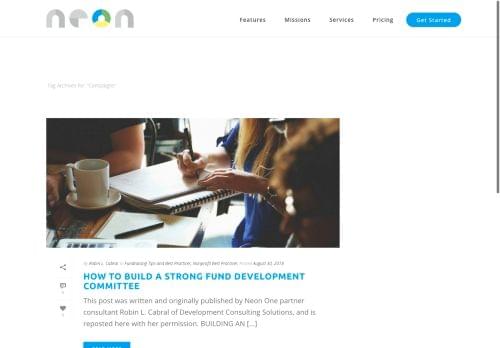 neon
Features
Missions
Services
Pricing
Get Started
Tag Archives for: "Campaigns"
By Robin L. Cabral In Fundraising Tips and Best Practices, Nonprofit Best Practices Posted August 30, 2018
HOW TO BUILD A STRONG FUND DEVELOPMENT
COMMITTEE
This post was written and originally published by Neon One partner
consultant Robin L. Cabral of Development Consulting Solutions, and is
reposted here with her permission. BUILDING AN [...]